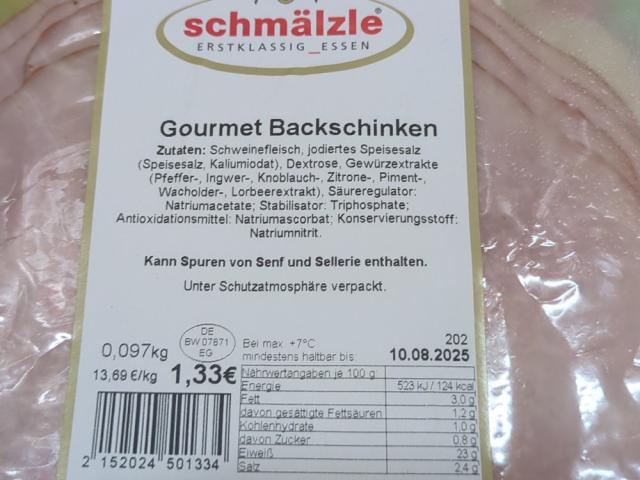 schmälzle®
ERSTKLASSIG_ESSEN
Gourmet Backschinken
Zutaten: Schweinefleisch, jodiertes Speisesalz
(Speisesalz, Kaliumiodat), Dextrose, Gewürzextrakte
(Pfeffer-, Ingwer-, Knoblauch-, Zitrone-, Piment-,
Wacholder-, Lorbeerextrakt), Säureregulator:
Natriumacetate; Stabilisator: Triphosphate;
Antioxidationsmittel: Natriumascorbat; Konservierungsstoff:
Natriumnitrit.
Kann Spuren von Senf und Sellerie enthalten.
Unter Schutzatmosphäre verpackt.
DE
BW 07871
EG
0,097kg
13,69 €/kg 1,33€
Bei max +7°C 202
mindestens haltbar bis: 10.08.2025
Nährwertangaben je 100 g
Energie 523 kJ / 124 kcal
Fett 3,0 g
davon gesättigte Fettsäuren 1,2 g
Kohlenhydrate 1,0 g
davon Zucker 0,8 g
Eiweiß 23 g
Salz 2,4 g
2 152024 501334